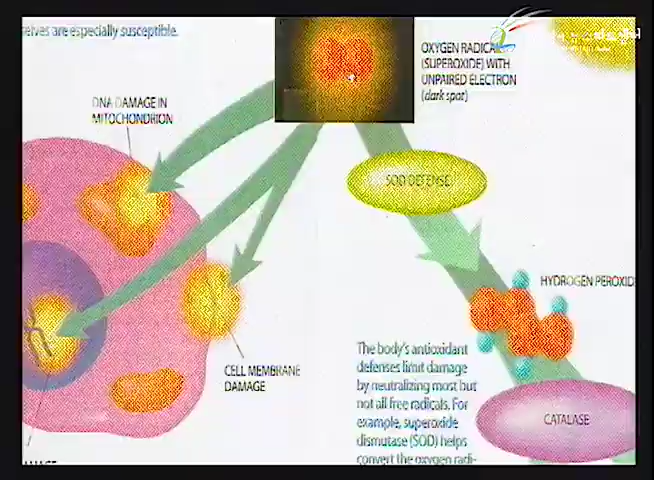 are especially susceptible.
OXYGEN RADICAL
(SUPEROXIDE) WITH
UNPAIRED ELECTRON
(dark spot)
DNA DAMAGE IN
MITOCHONDRION
SOD DEFENSE
HYDROGEN PEROXID
CELL MEMBRANE
DAMAGE
The body's antioxidant
defenses limit damage
by neutralizing most but
not all free radicals. For
example, superoxide
dismutase (SOD) helps
convert the oxygen radi-
CATALASE